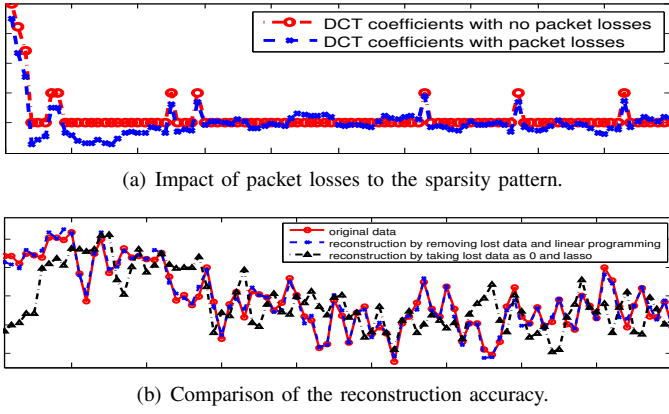 DCT coefficients with no packet losses
DCT coefficients with packet losses
(a) Impact of packet losses to the sparsity pattern.
original data
reconstruction by removing lost data and linear programming
reconstruction by taking lost data as 0 and lasso
(b) Comparison of the reconstruction accuracy.